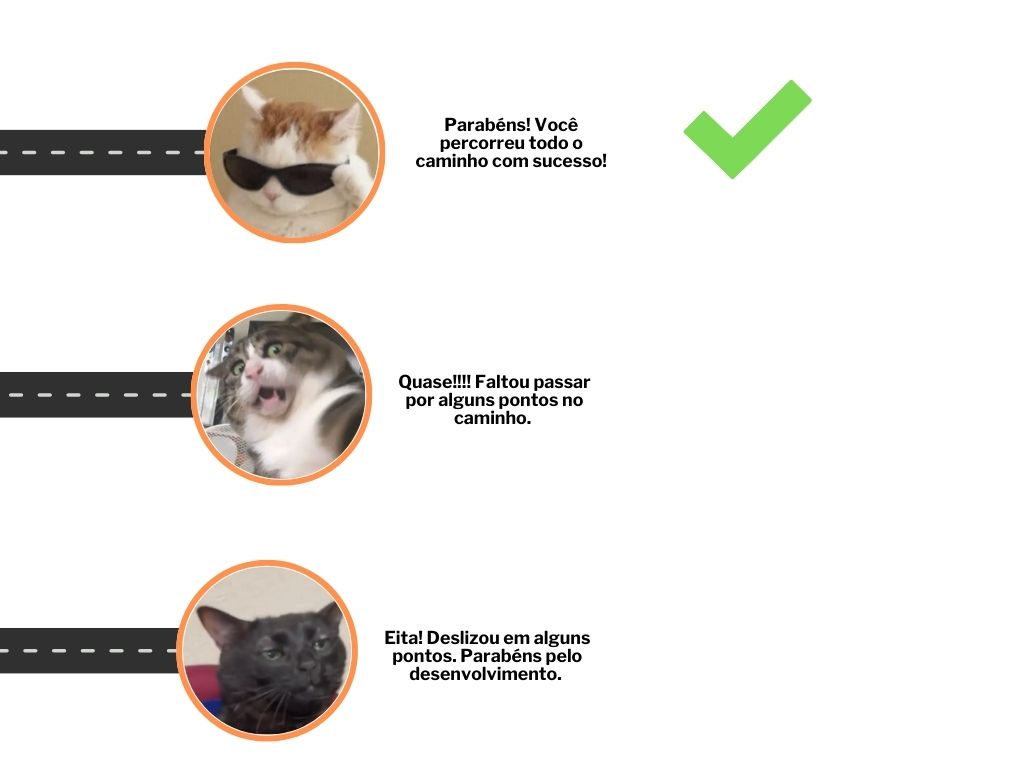 Parabéns! Você
percorreu todo o
caminho com sucesso!
Quase!!!! Faltou passar
por alguns pontos no
caminho.
Eita! Deslizou em alguns
pontos. Parabéns pelo
desenvolvimento.